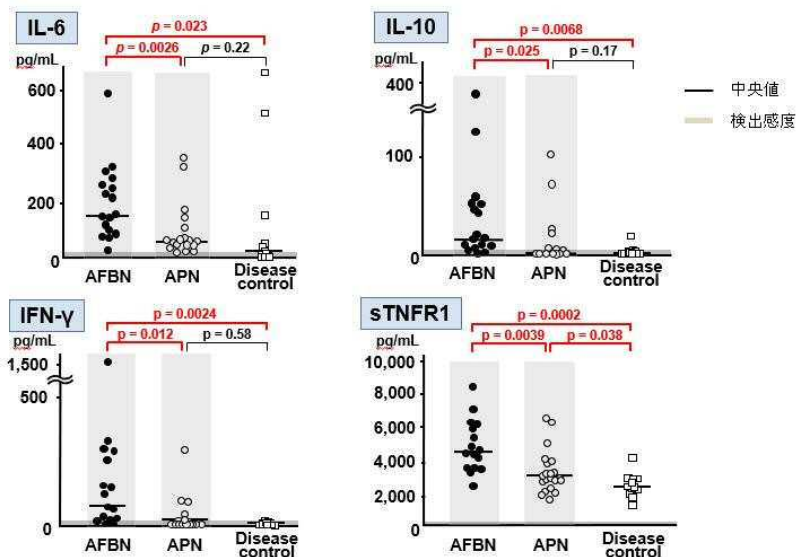 IL-6
p = 0.023
p = 0.0026
p = 0.22
pg/mL
600
400
200
0
AFBN
APN
Disease
control
IL-10
p = 0.0068
p = 0.025
p = 0.17
pg/mL
400
100
0
AFBN
APN
Disease
control
中央値
検出感度
IFN-γ
p = 0.0024
p = 0.012
p = 0.58
pg/mL
1,500
500
0
AFBN
APN
Disease
control
sTNFR1
p = 0.0002
p = 0.0039
p = 0.038
pg/mL
10,000
8,000
6,000
4,000
2,000
0
AFBN
APN
Disease
control